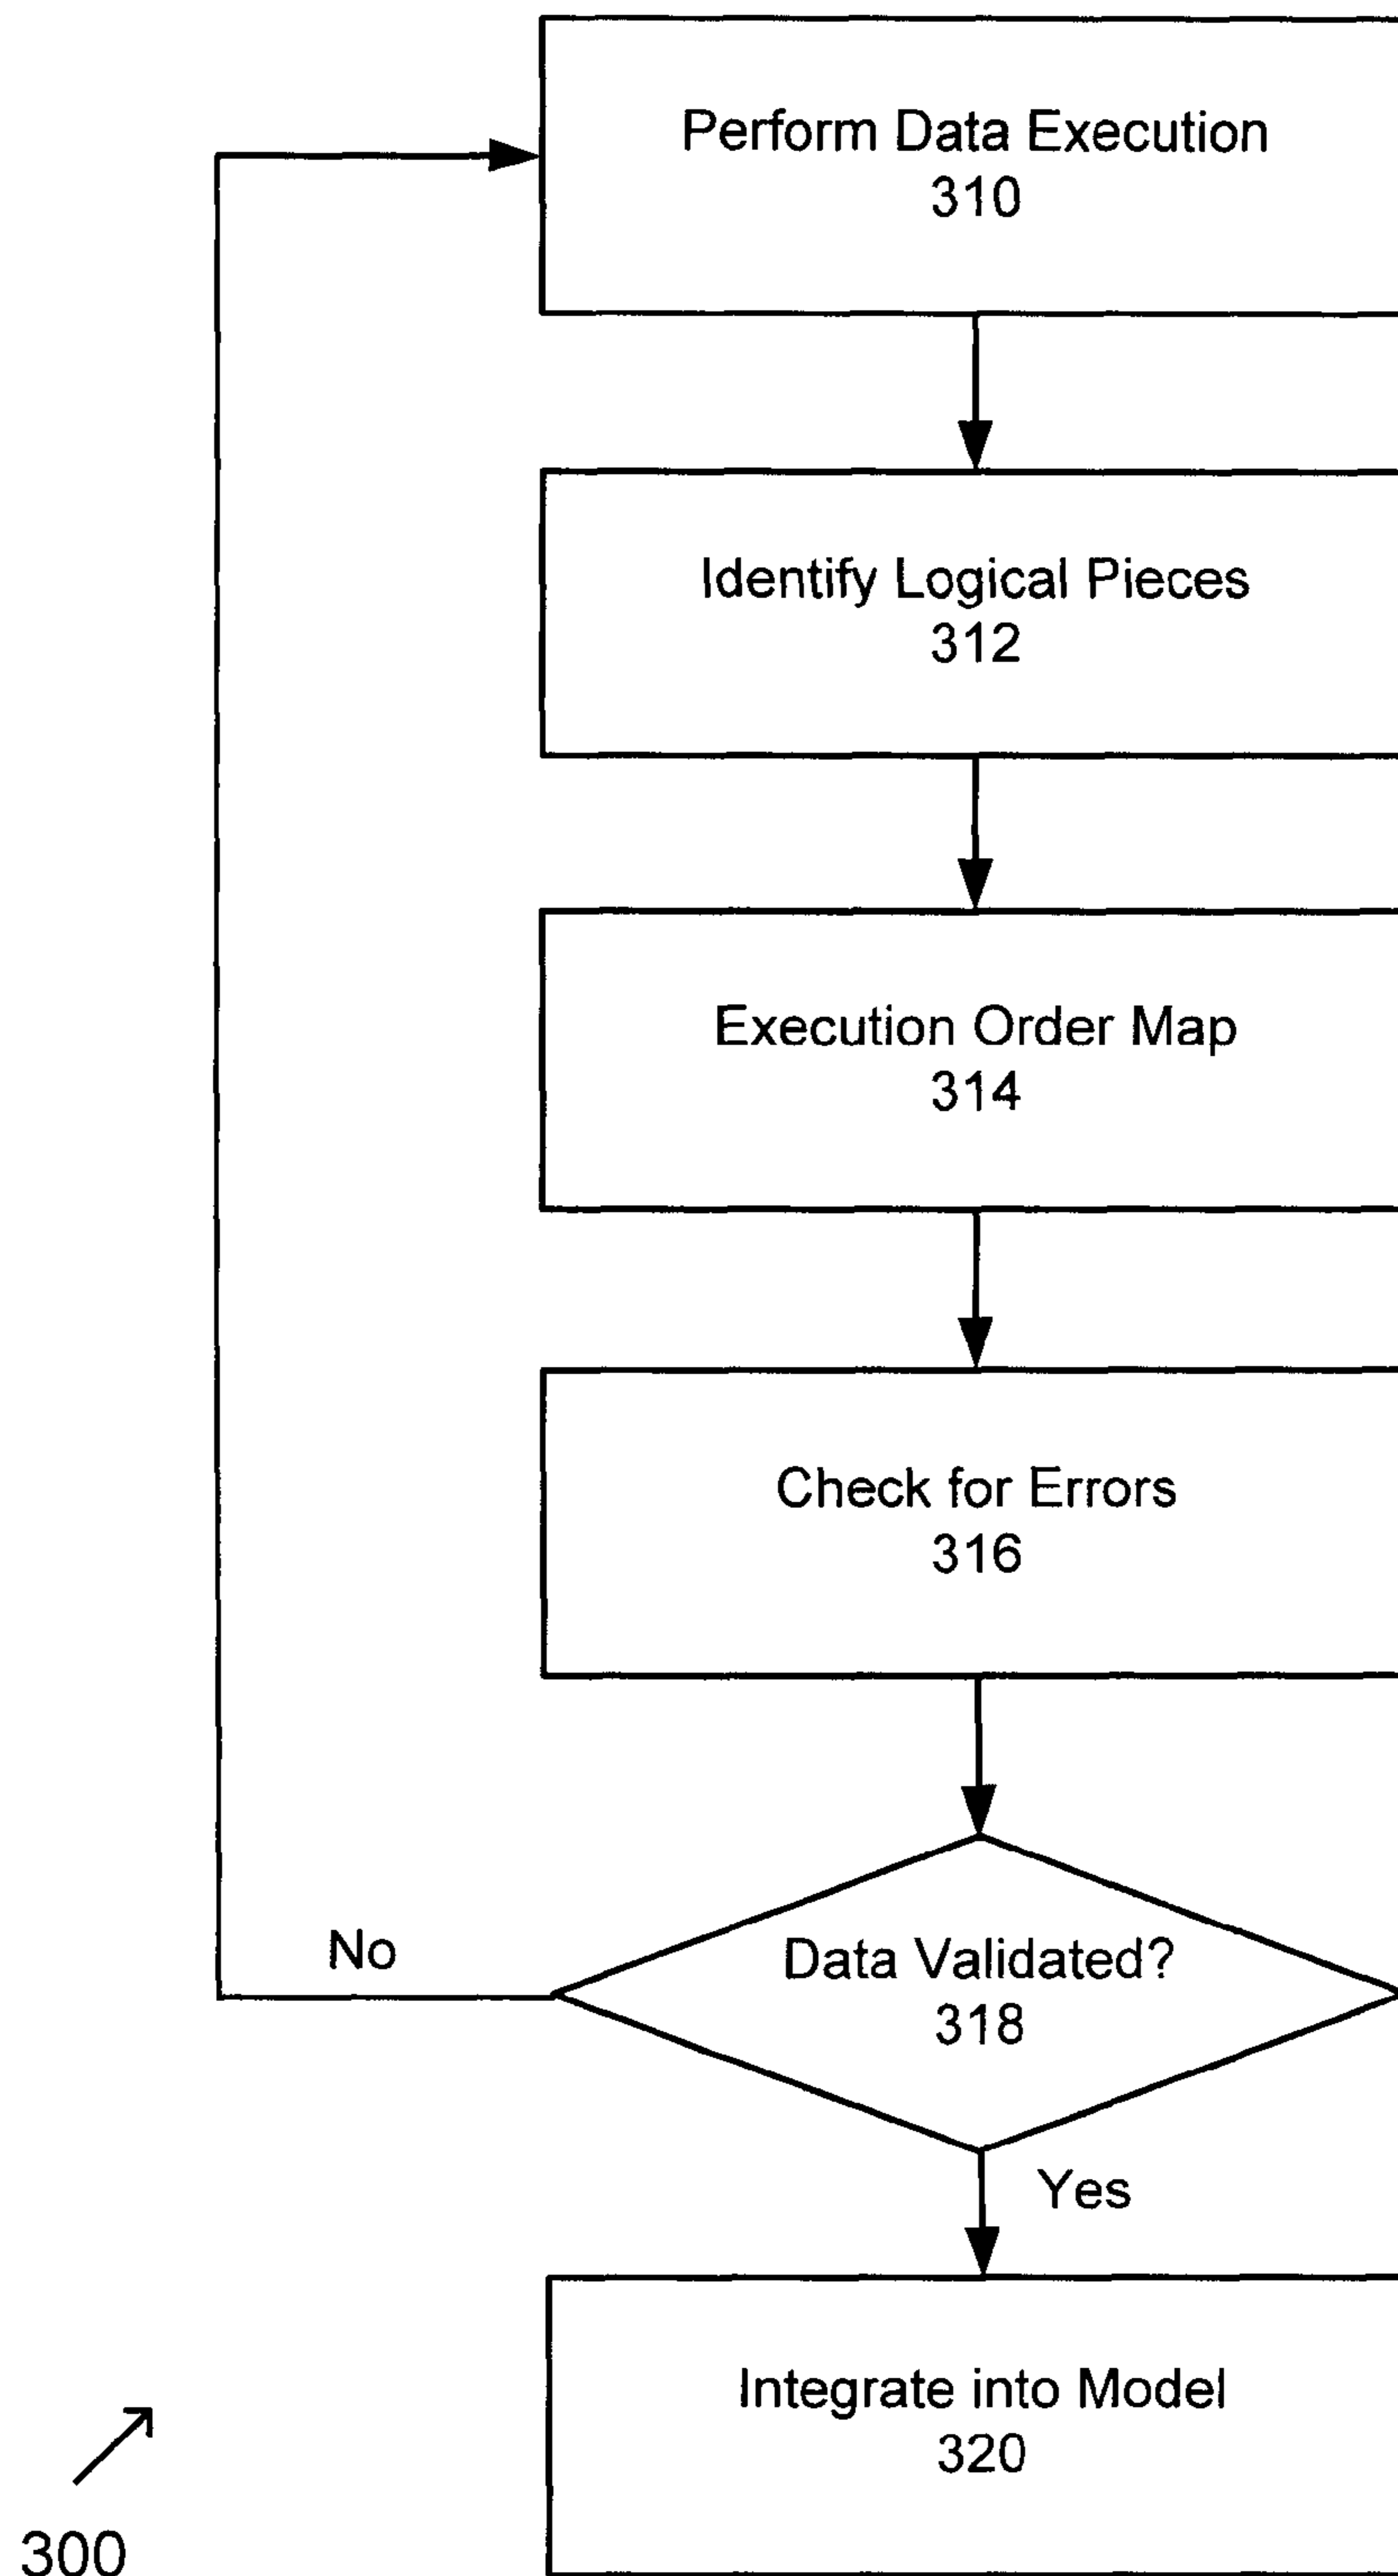 Perform Data Execution
310
Identify Logical Pieces
312
Execution Order Map
314
Check for Errors
316
No
Data Validated?
318
Yes
Integrate into Model
320
300